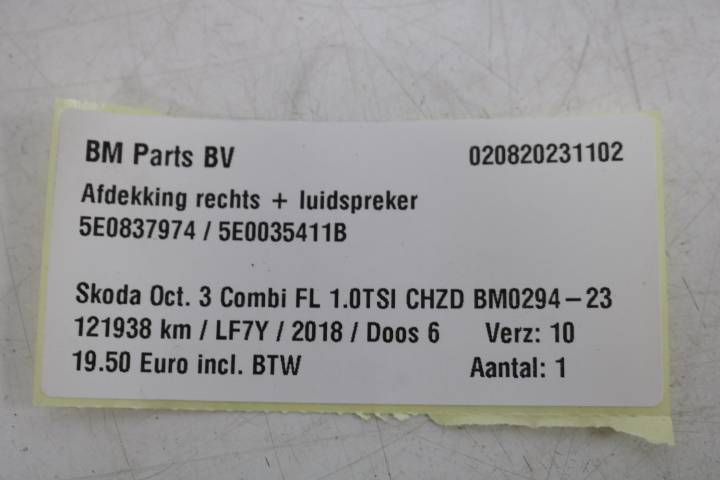 BM Parts BV 020820231102
Afdekking rechts + luidspreker
5E0837974 / 5E0035411B
Skoda Oct. 3 Combi FL 1.0TSI CHZD BM0294-23
121938 km / LF7Y / 2018 / Doos 6 Verz: 10
19.50 Euro incl. BTW Aantal: 1